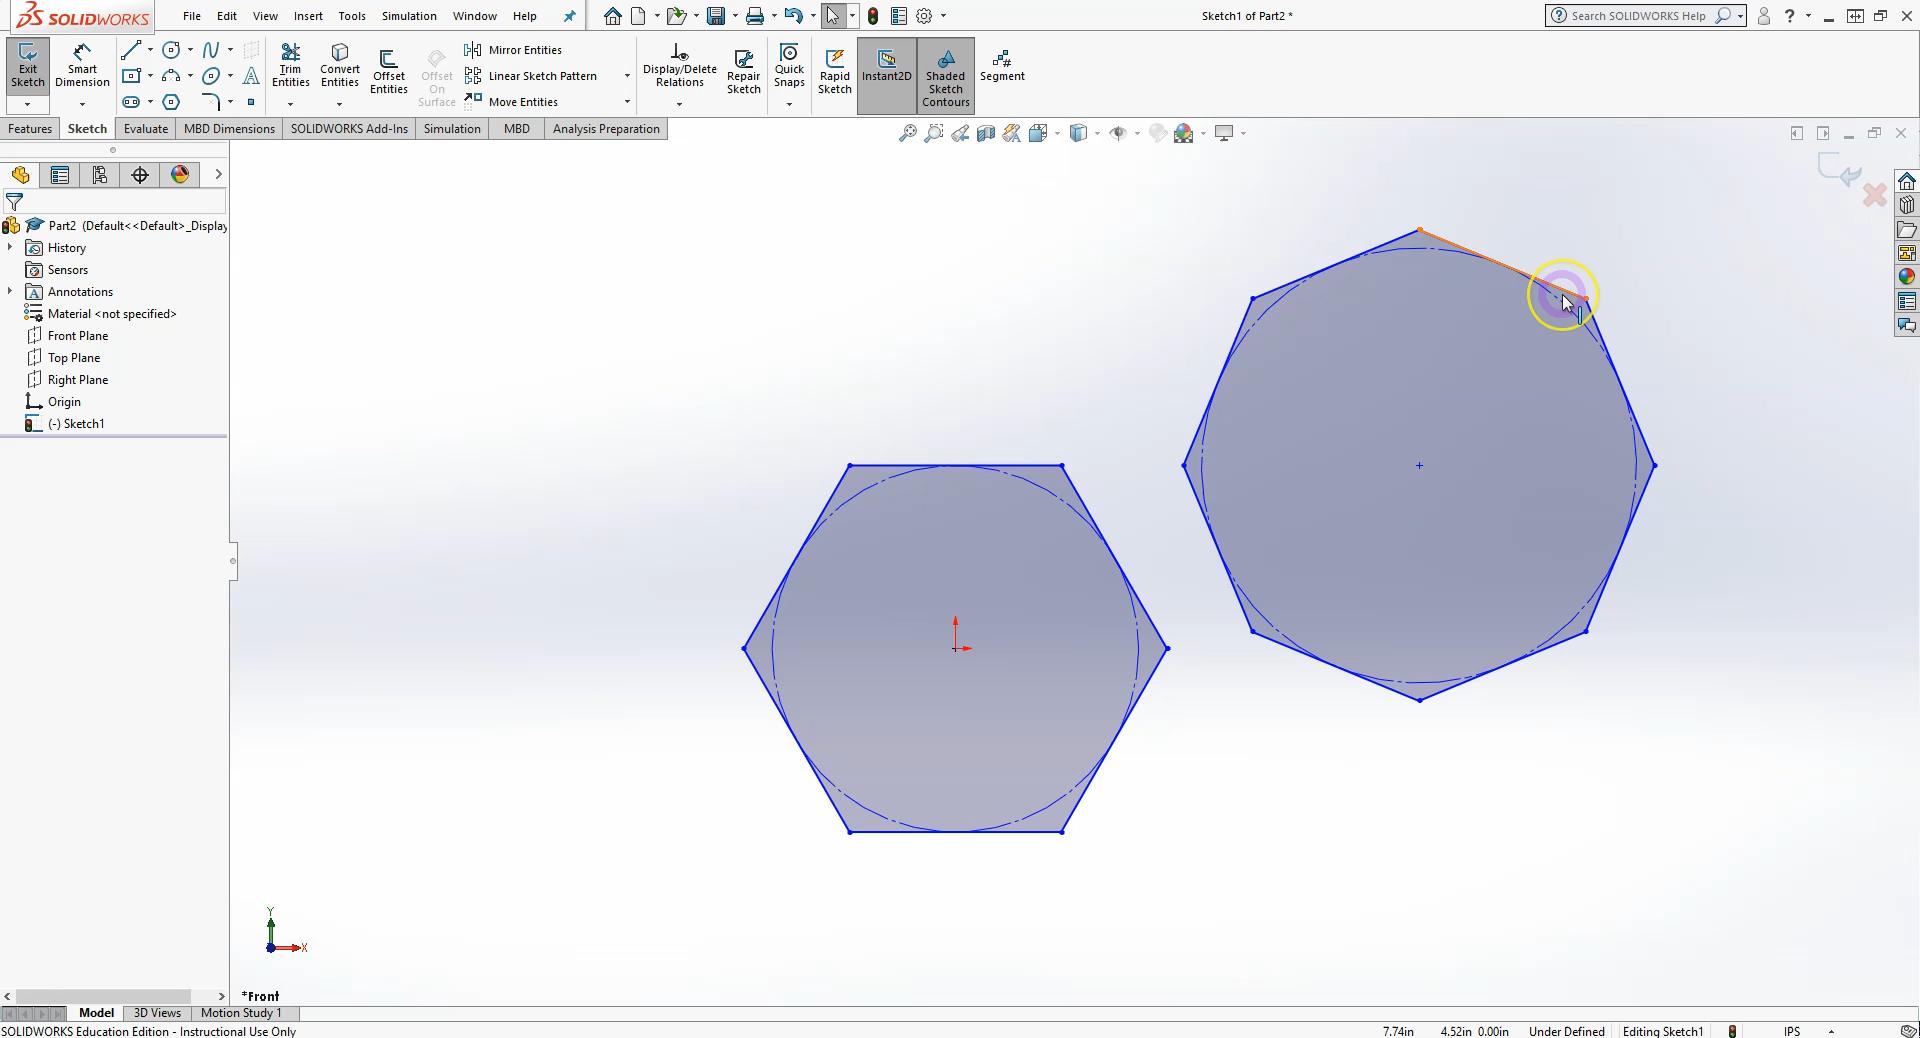 SOLIDWORKS
File Edit View Insert Tools Simulation Window Help
Sketch1 of Part2 *
Search SOLIDWORKS Help
Exit Sketch
Smart Dimension
Trim Entities
Convert Entities
Offset Entities
Offset On Surface
Mirror Entities
Linear Sketch Pattern
Move Entities
Display/Delete Relations
Repair Sketch
Quick Snaps
Rapid Sketch
Instant2D
Shaded Sketch Contours
Segment
Features Sketch Evaluate MBD Dimensions SOLIDWORKS Add-Ins Simulation MBD Analysis Preparation
Part2 (Default<<Default>_Display
History
Sensors
Annotations
Material <not specified>
Front Plane
Top Plane
Right Plane
Origin
(-) Sketch1
Y
X
*Front
Model 3D Views Motion Study 1
SOLIDWORKS Education Edition - Instructional Use Only
7.74in 4.52in 0.00in Under Defined Editing Sketch1 IPS